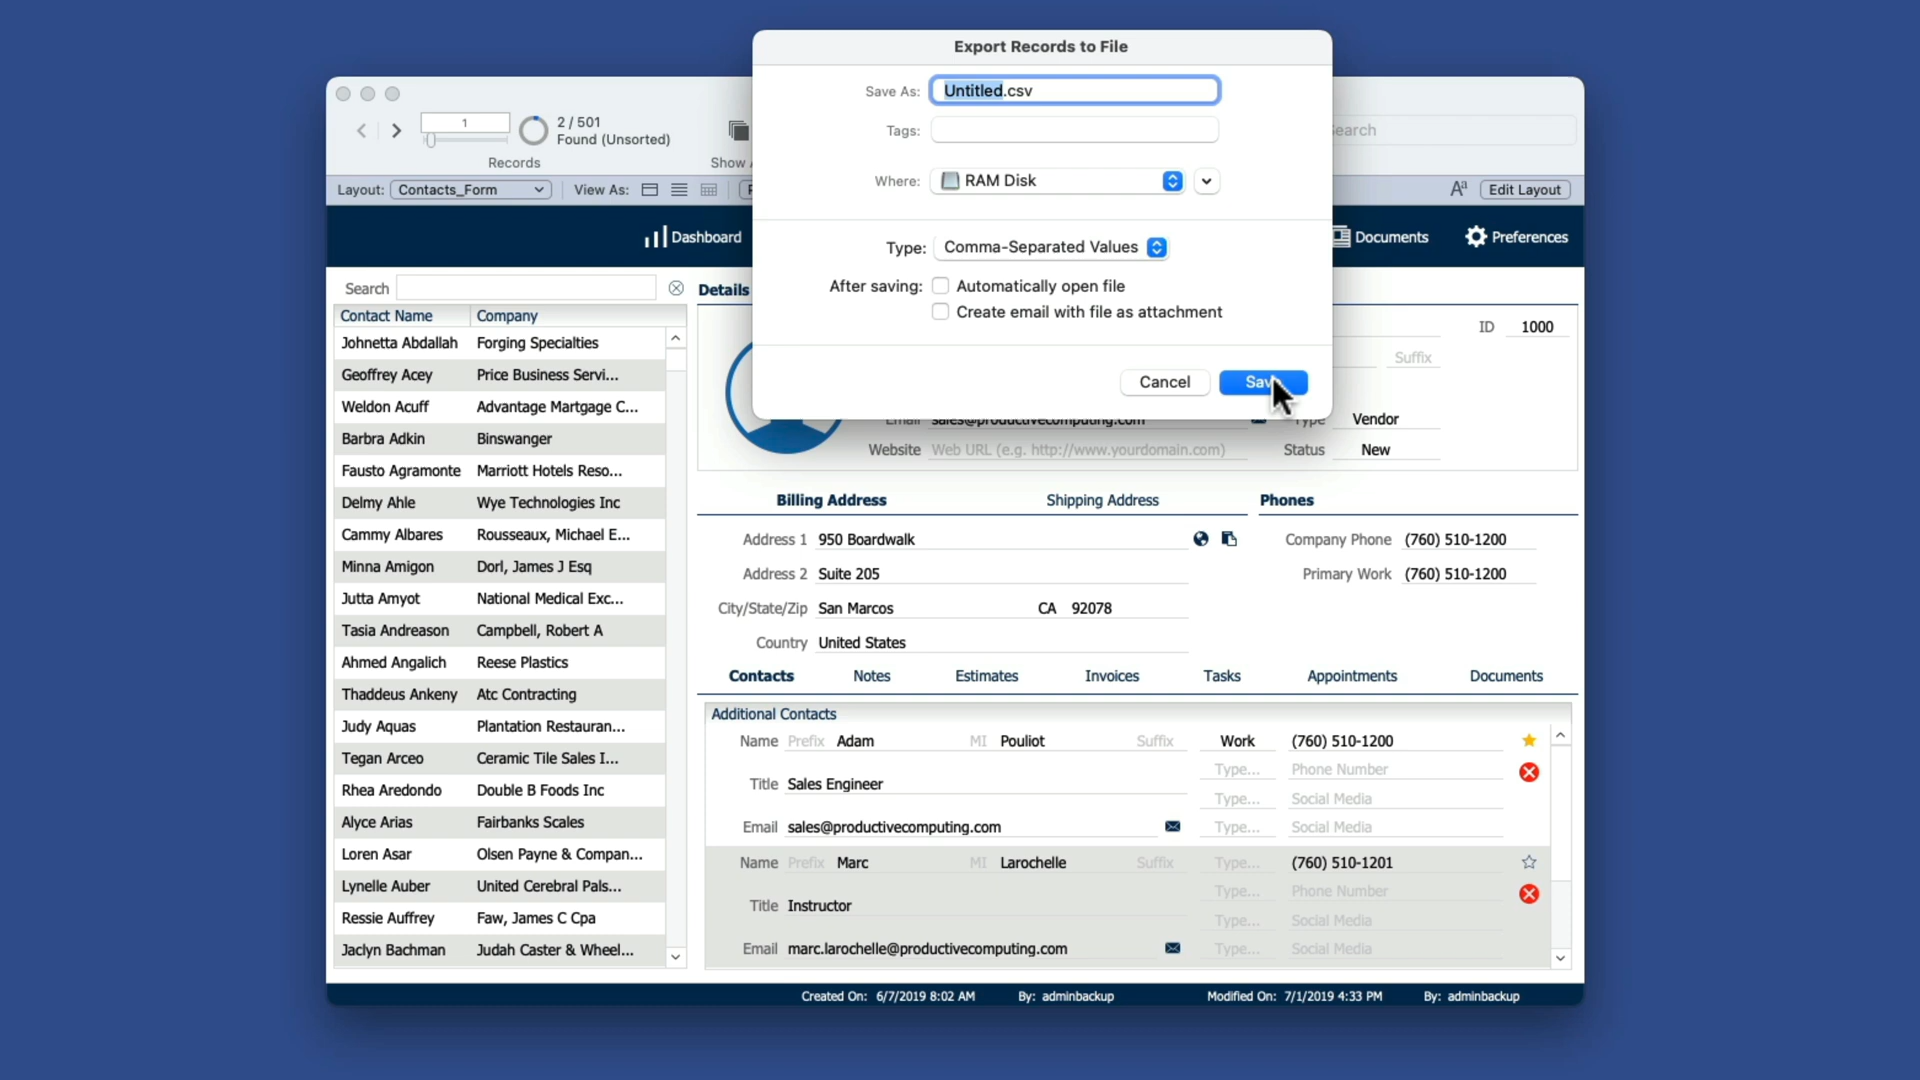 Export Records to File
Save As: Untitled.csv
Tags:
Where: RAM Disk
Type: Comma-Separated Values
After saving: Automatically open file
Create email with file as attachment
Cancel
1
2 / 501
Found (Unsorted)
Records
Show
Layout: Contacts_Form View As:
Edit Layout
Dashboard
Documents
Preferences
Search
Contact Name Company
Johnetta Abdallah Forging Specialties
Geoffrey Acey Price Business Servi...
Weldon Acuff Advantage Martgage C...
Barbra Adkin Binswanger
Fausto Agramonte Marriott Hotels Reso...
Delmy Ahle Wye Technologies Inc
Cammy Albares Rousseaux, Michael E...
Minna Amigon Dorl, James J Esq
Jutta Amyot National Medical Exc...
Tasia Andreason Campbell, Robert A
Ahmed Angalich Reese Plastics
Thaddeus Ankeny Atc Contracting
Judy Aquas Plantation Restauran...
Tegan Arceo Ceramic Tile Sales I...
Rhea Aredondo Double B Foods Inc
Alyce Arias Fairbanks Scales
Loren Asar Olsen Payne & Compan...
Lynelle Auber United Cerebral Pals...
Ressie Auffrey Faw, James C Cpa
Jaclyn Bachman Judah Caster & Wheel...
Details
ID 1000
Suffix
Email sales@productivecomputing.com Type Vendor
Website Web URL (e.g. http://www.yourdomain.com) Status New
Billing Address Shipping Address Phones
Address 1 950 Boardwalk Company Phone (760) 510-1200
Address 2 Suite 205 Primary Work (760) 510-1200
City/State/Zip San Marcos CA 92078
Country United States
Contacts Notes Estimates Invoices Tasks Appointments Documents
Additional Contacts
Name Prefix Adam MI Pouliot Suffix Work (760) 510-1200
Type... Phone Number
Title Sales Engineer
Type... Social Media
Email sales@productivecomputing.com Type... Social Media
Name Prefix Marc MI Larochelle Suffix Type... (760) 510-1201
Type... Phone Number
Title Instructor
Type... Social Media
Email marc.larochelle@productivecomputing.com Type... Social Media
Created On: 6/7/2019 8:02 AM By: adminbackup Modified On: 7/1/2019 4:33 PM By: adminbackup